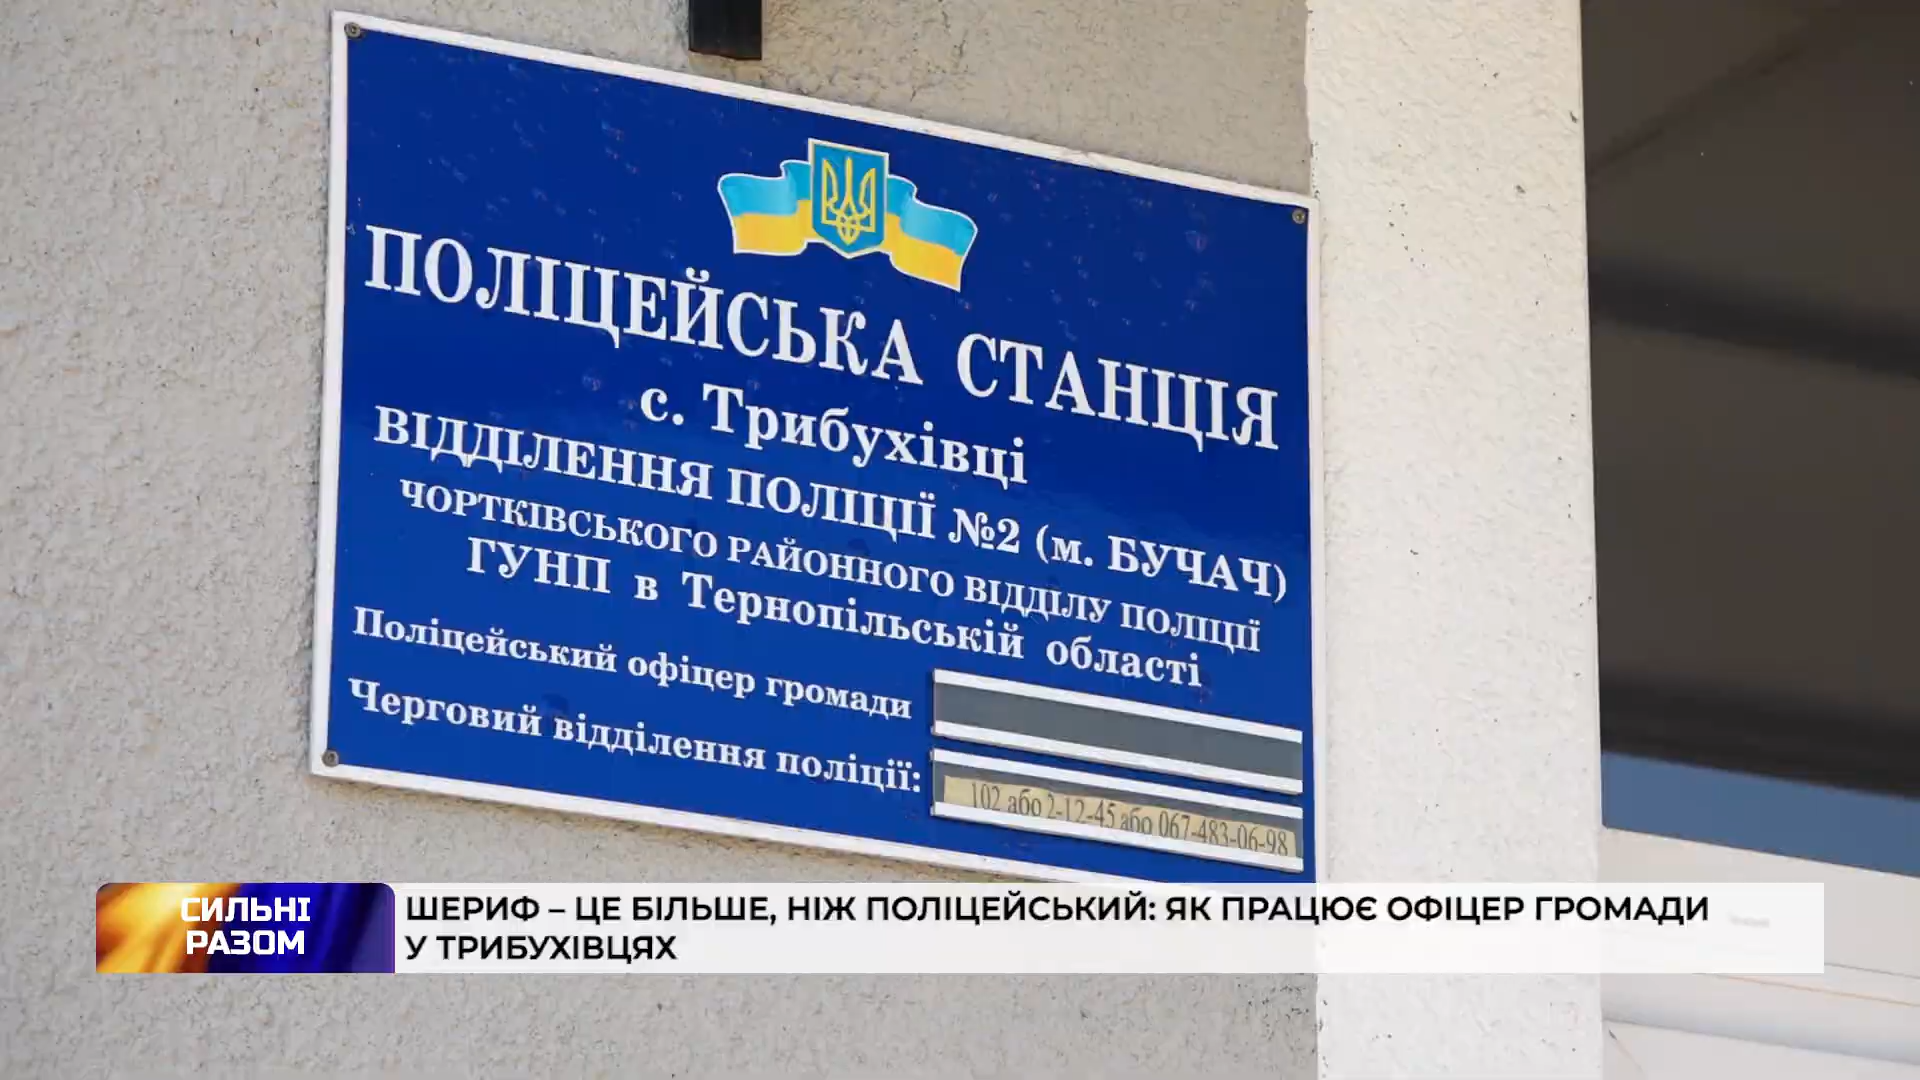 ПОЛІЦЕЙСЬКА СТАНЦІЯ
с. Трибухівці
ВІДДІЛЕННЯ ПОЛІЦІЇ №2 (м. БУЧАЧ)
ЧОРТКІВСЬКОГО РАЙОННОГО ВІДДІЛУ ПОЛІЦІЇ
ГУНП в Тернопільській області
Поліцейський офіцер громади
Черговий відділення поліції:
102 або 2-12-45 або 067-483-06-98
СИЛЬНІ
РАЗОМ
ШЕРИФ – ЦЕ БІЛЬШЕ, НІЖ ПОЛІЦЕЙСЬКИЙ: ЯК ПРАЦЮЄ ОФІЦЕР ГРОМАДИ
У ТРИБУХІВЦЯХ